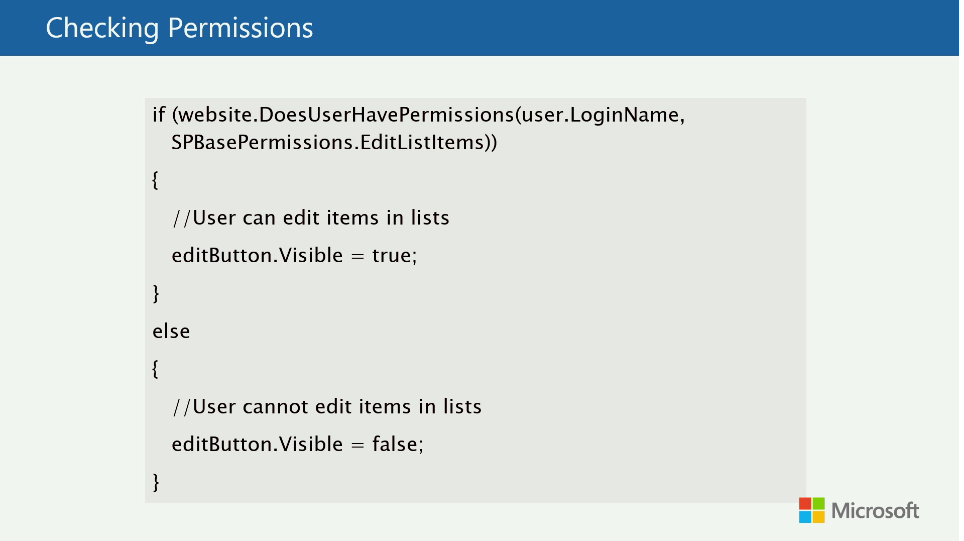 Checking Permissions
if (website.DoesUserHavePermissions(user.LoginName,
SPBasePermissions.EditListItems))
{
//User can edit items in lists
editButton.Visible = true;
}
else
{
//User cannot edit items in lists
editButton.Visible = false;
}
Microsoft